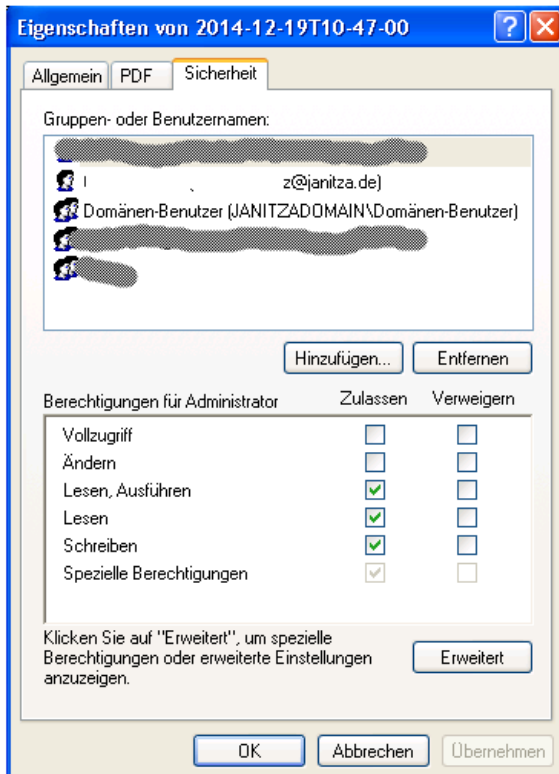 Eigenschaften von 2014-12-19T10-47-00
Allgemein PDF Sicherheit
Gruppen- oder Benutzernamen:
z@janitza.de)
Domänen-Benutzer (JANITZADOMAIN\Domänen-Benutzer)
Hinzufügen... Entfernen
Berechtigungen für Administrator Zulassen Verweigern
Vollzugriff
Ändern
Lesen, Ausführen
Lesen
Schreiben
Spezielle Berechtigungen
Klicken Sie auf "Erweitert", um spezielle
Berechtigungen oder erweiterte Einstellungen
anzuzeigen.
Erweitert
OK Abbrechen Übernehmen